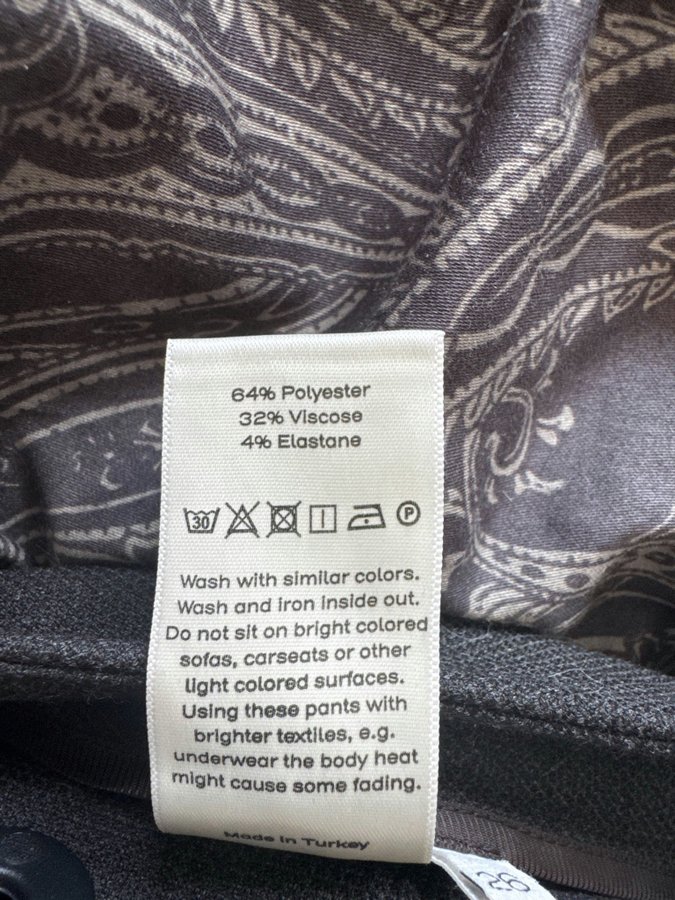 64% Polyester
32% Viscose
4% Elastane
30 P
Wash with similar colors.
Wash and iron inside out.
Do not sit on bright colored
sofas, carseats or other
light colored surfaces.
Using these pants with
brighter textiles, e.g.
underwear the body heat
might cause some fading.
Made in Turkey
26